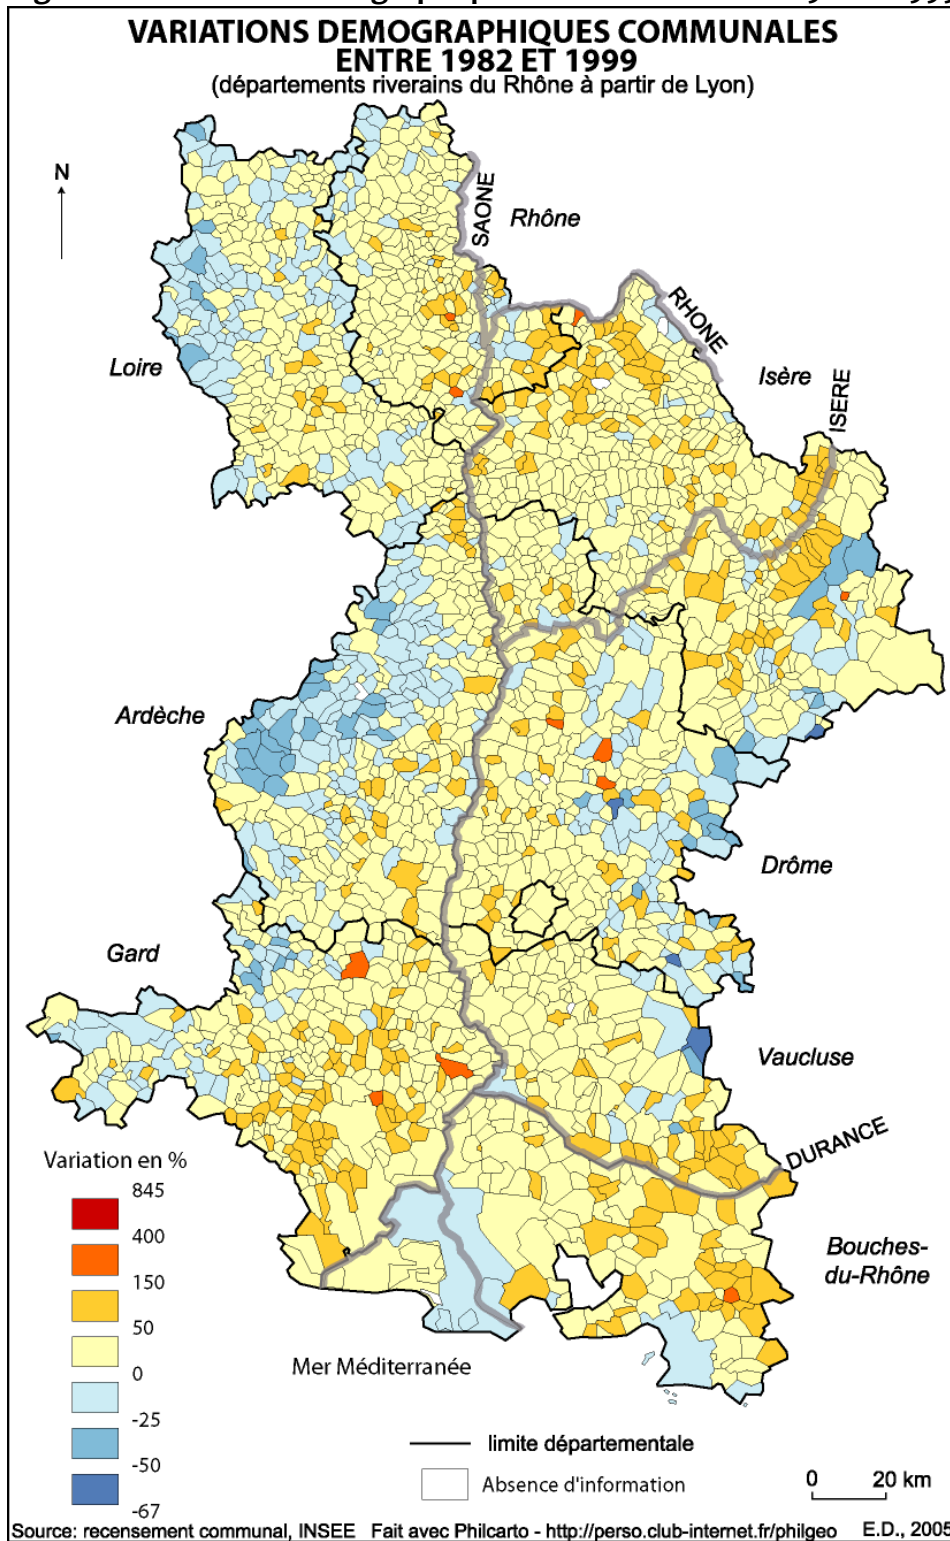 VARIATIONS DEMOGRAPHIQUES COMMUNALES
ENTRE 1982 ET 1999
(départements riverains du Rhône à partir de Lyon)
N
SAONE
Rhône
RHONE
Isère
ISERE
Loire
Ardèche
Drôme
Gard
Vaucluse
DURANCE
Bouches-
du-Rhône
Variation en %
845
400
150
50
0
-25
-50
-67
Mer Méditerranée
limite départementale
Absence d'information
0 20 km
Source: recensement communal, INSEE Fait avec Philcarto - http://perso.club-internet.fr/philgeo E.D., 2005